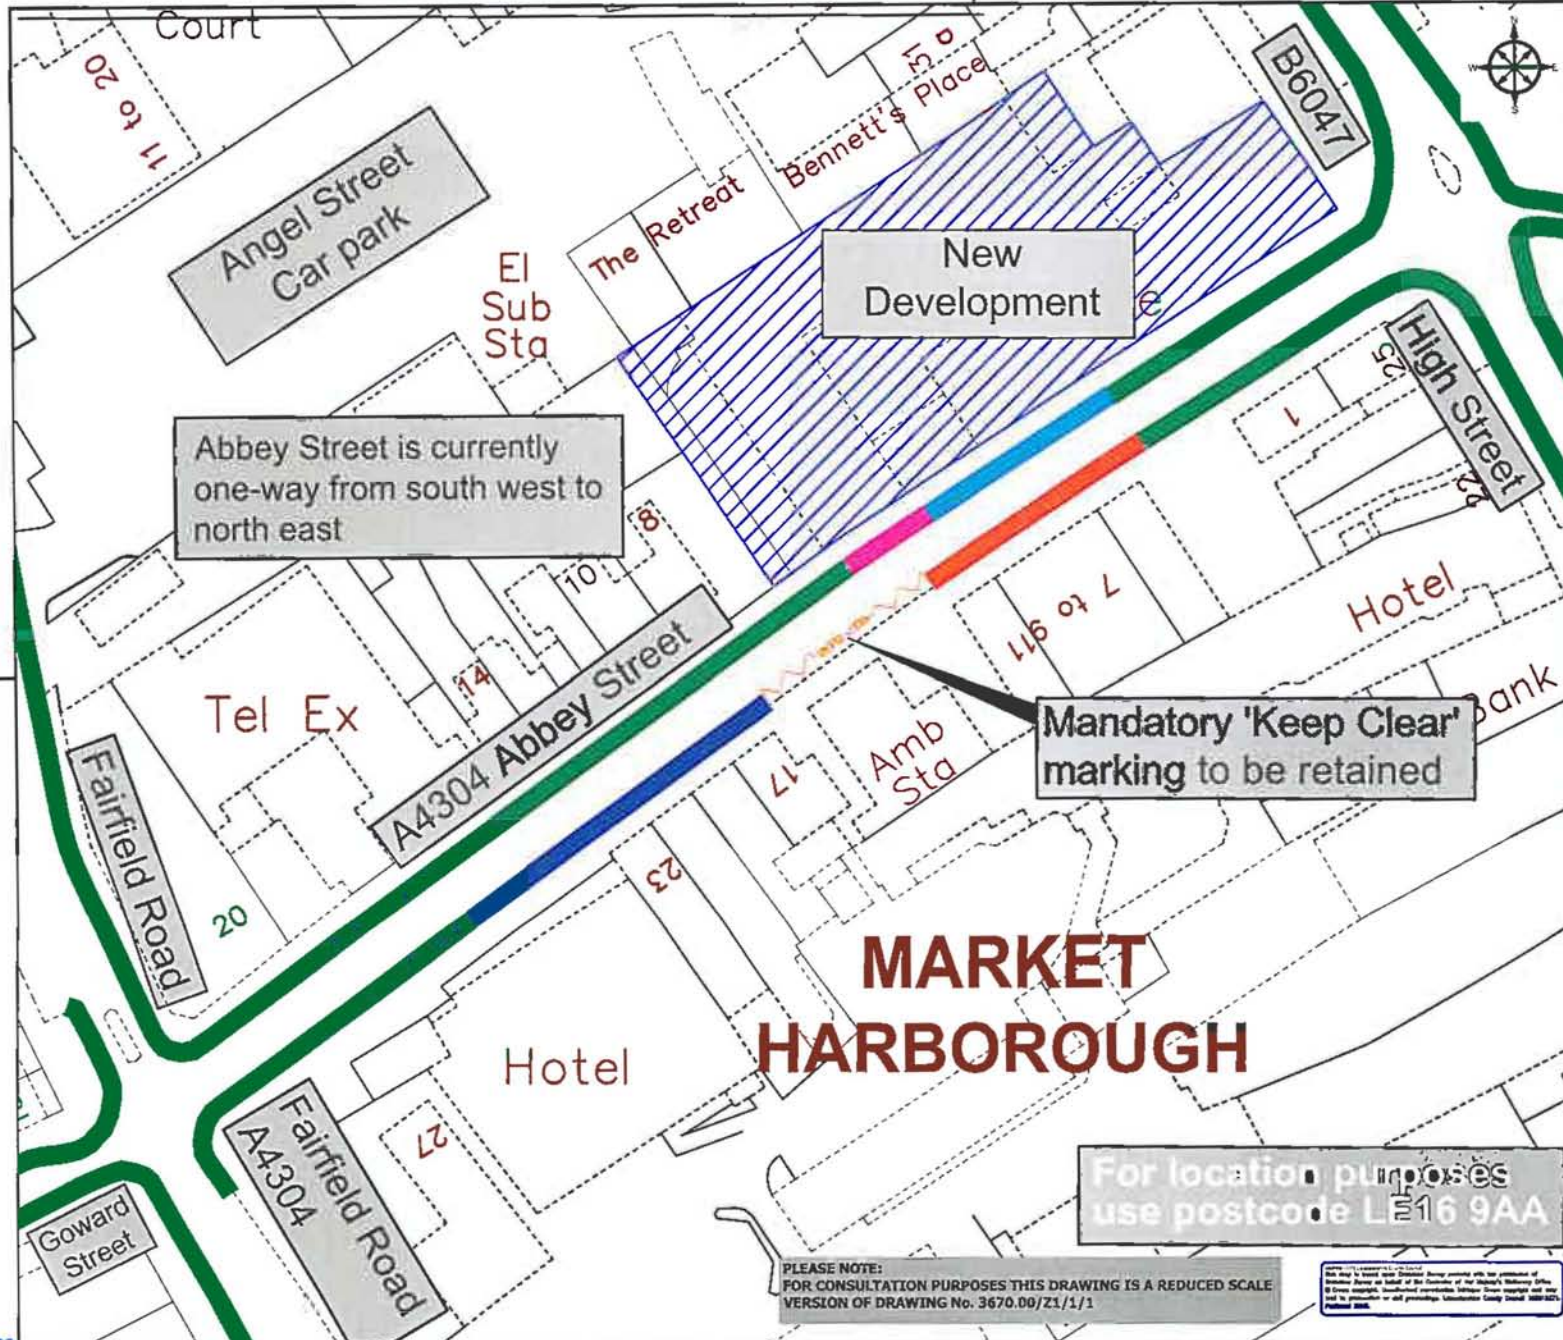 Court
11 to 20
31
Bennett's Place
B6047
N
W
E
S
Angel Street
Car park
The Retreat
El
Sub
Sta
New
Development
e
25
High Street
1
22
Abbey Street is currently
one-way from south west to
north east
8
10
14
7 to 911
Hotel
Bank
Tel Ex
A4304 Abbey Street
Mandatory 'Keep Clear'
marking to be retained
Amb
Sta
17
23
Fairfield Road
20
MARKET
HARBOROUGH
Hotel
27
Fairfield Road
A4304
Goward
Street
For location purposes
use postcode LE16 9AA
PLEASE NOTE:
FOR CONSULTATION PURPOSES THIS DRAWING IS A REDUCED SCALE
VERSION OF DRAWING No. 3670.00/Z1/1/1